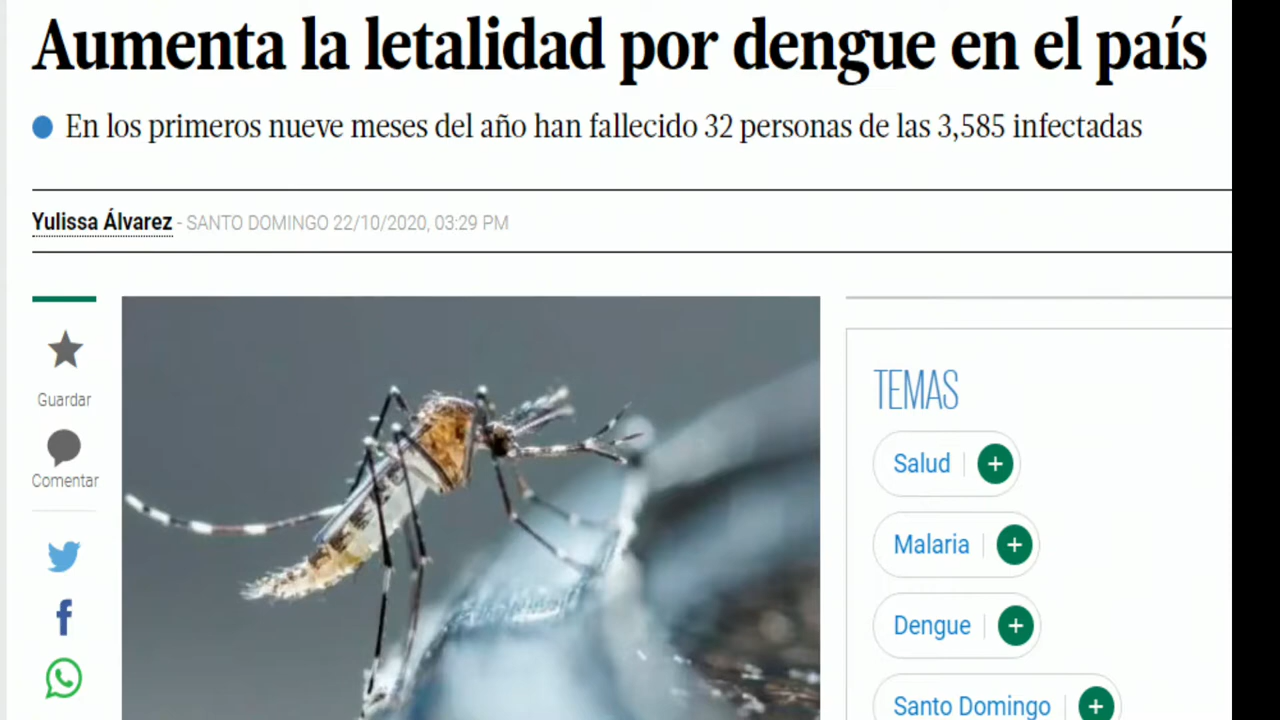 Aumenta la letalidad por dengue en el país
En los primeros nueve meses del año han fallecido 32 personas de las 3,585 infectadas
Yulissa Álvarez - SANTO DOMINGO 22/10/2020, 03:29 PM
Guardar
Comentar
TEMAS
Salud
Malaria
Dengue
Santo Domingo